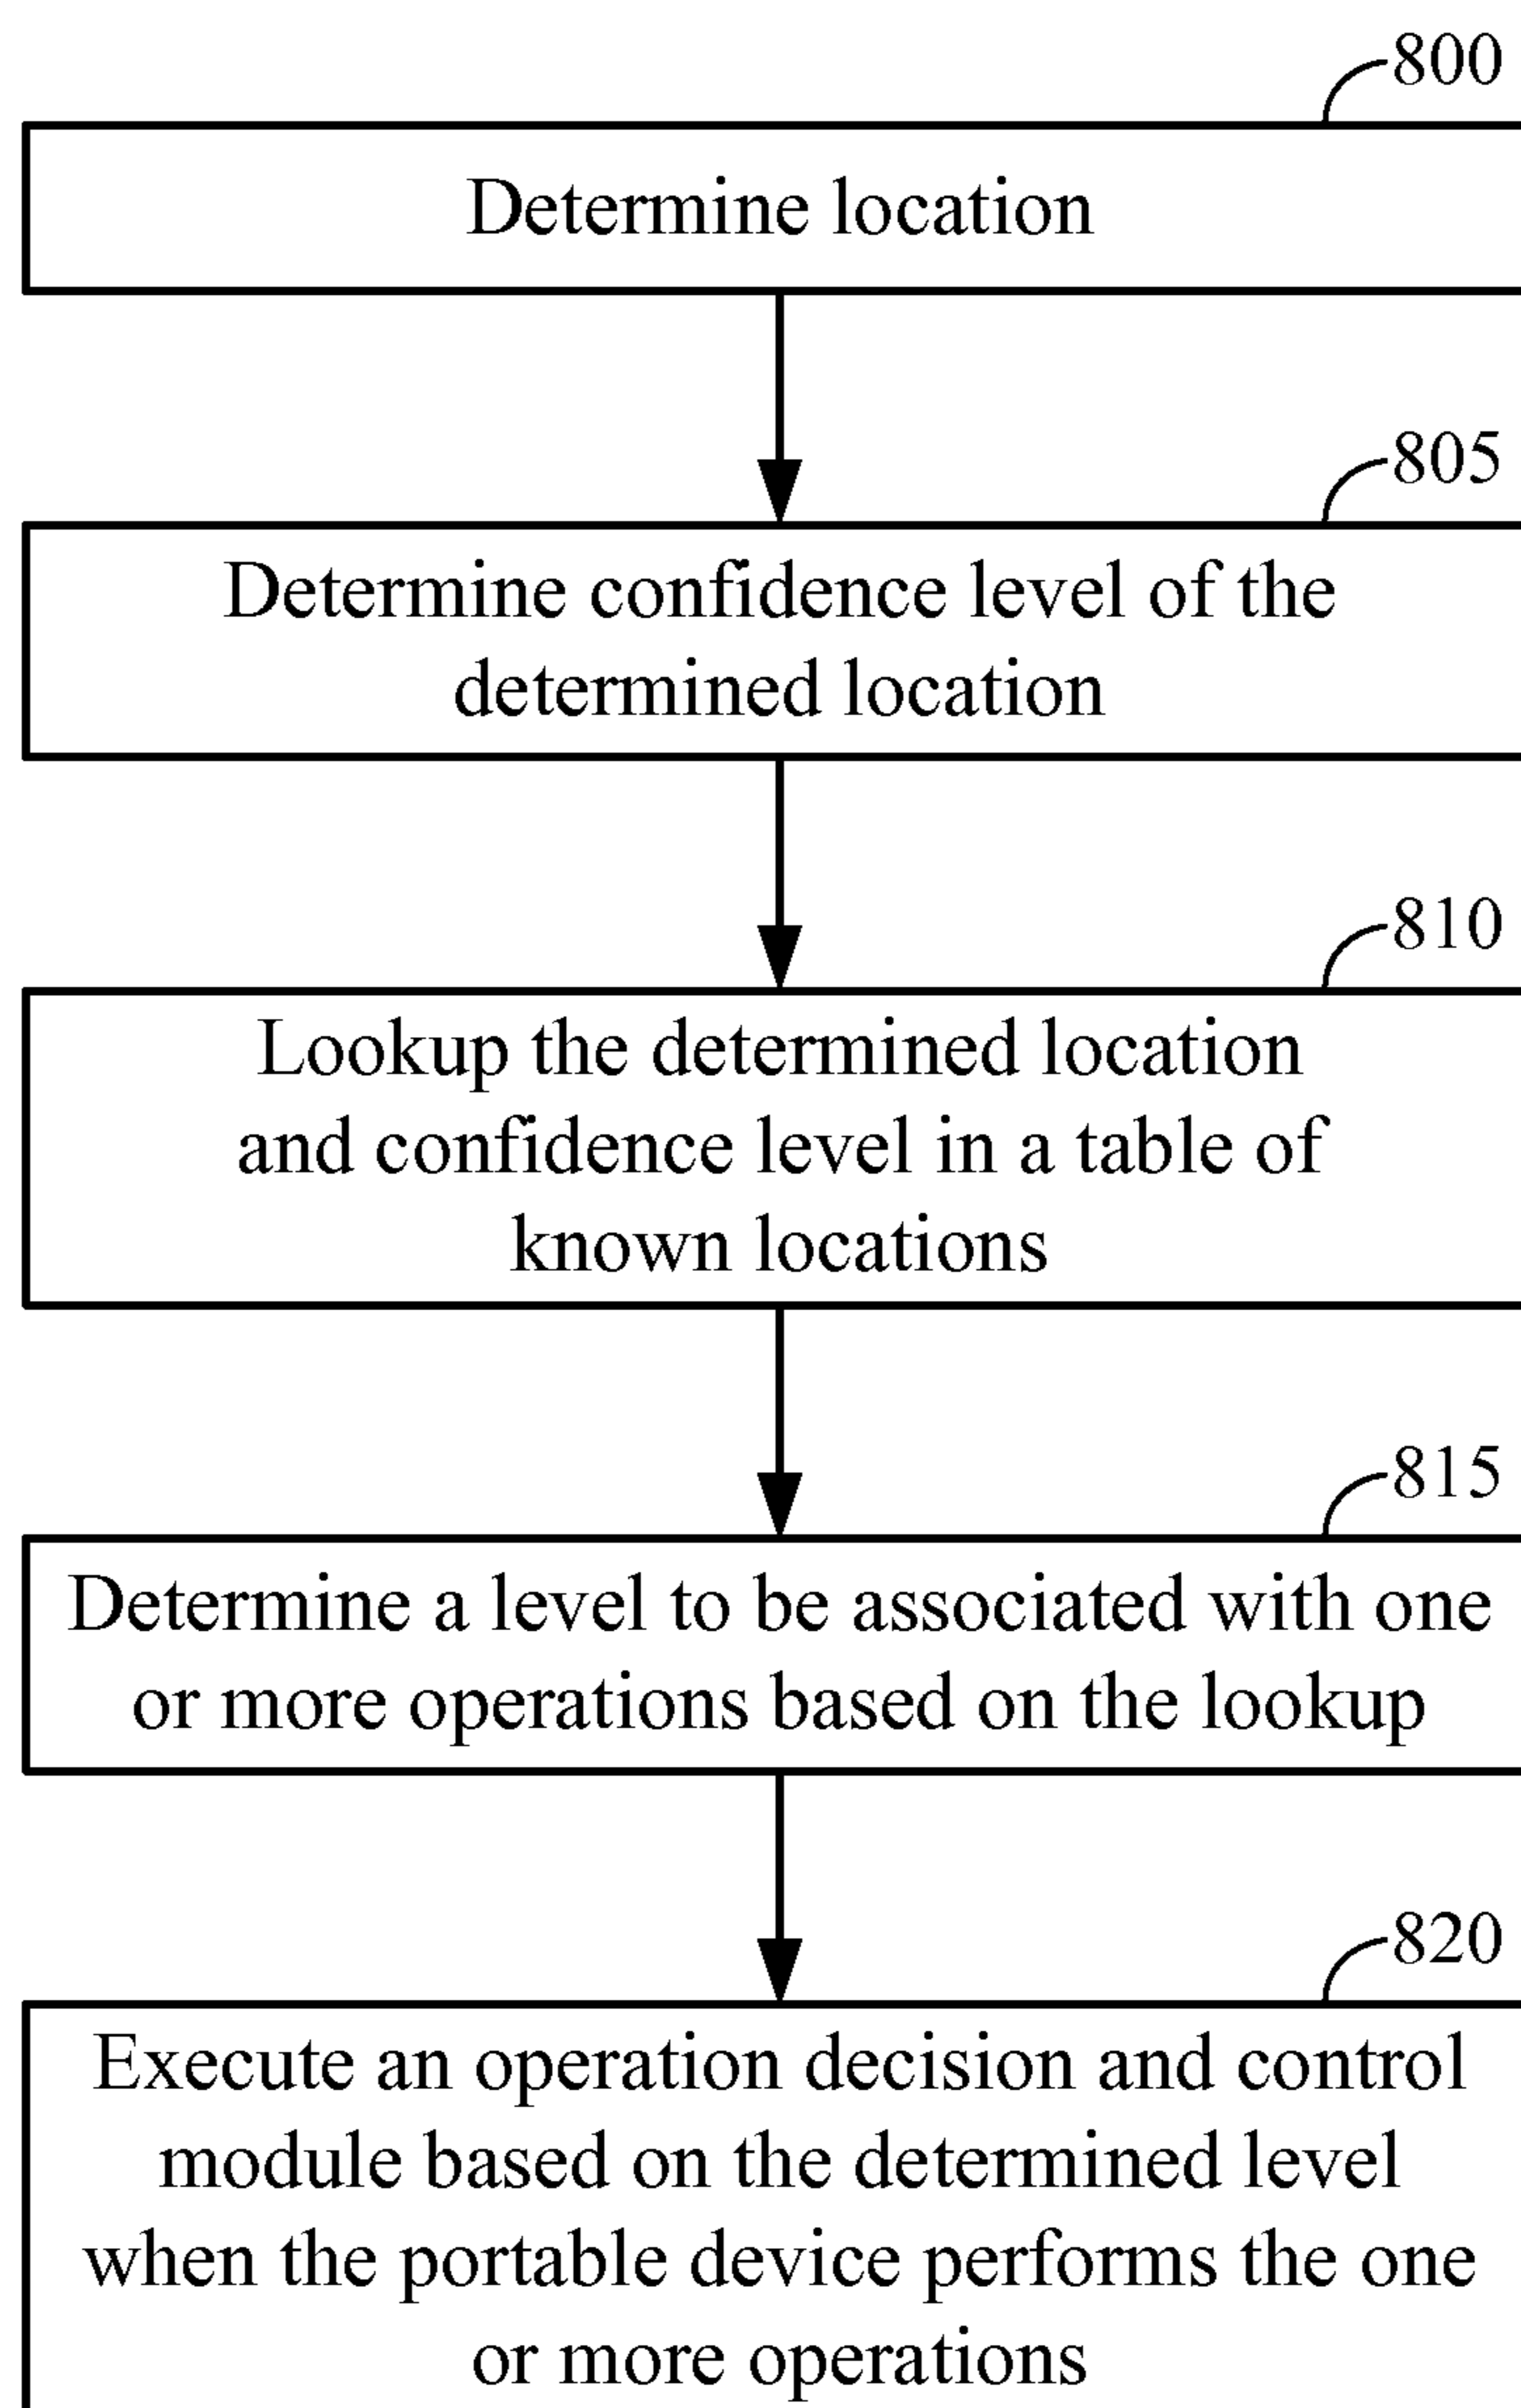 800
Determine location
805
Determine confidence level of the
determined location
810
Lookup the determined location
and confidence level in a table of
known locations
815
Determine a level to be associated with one
or more operations based on the lookup
820
Execute an operation decision and control
module based on the determined level
when the portable device performs the one
or more operations